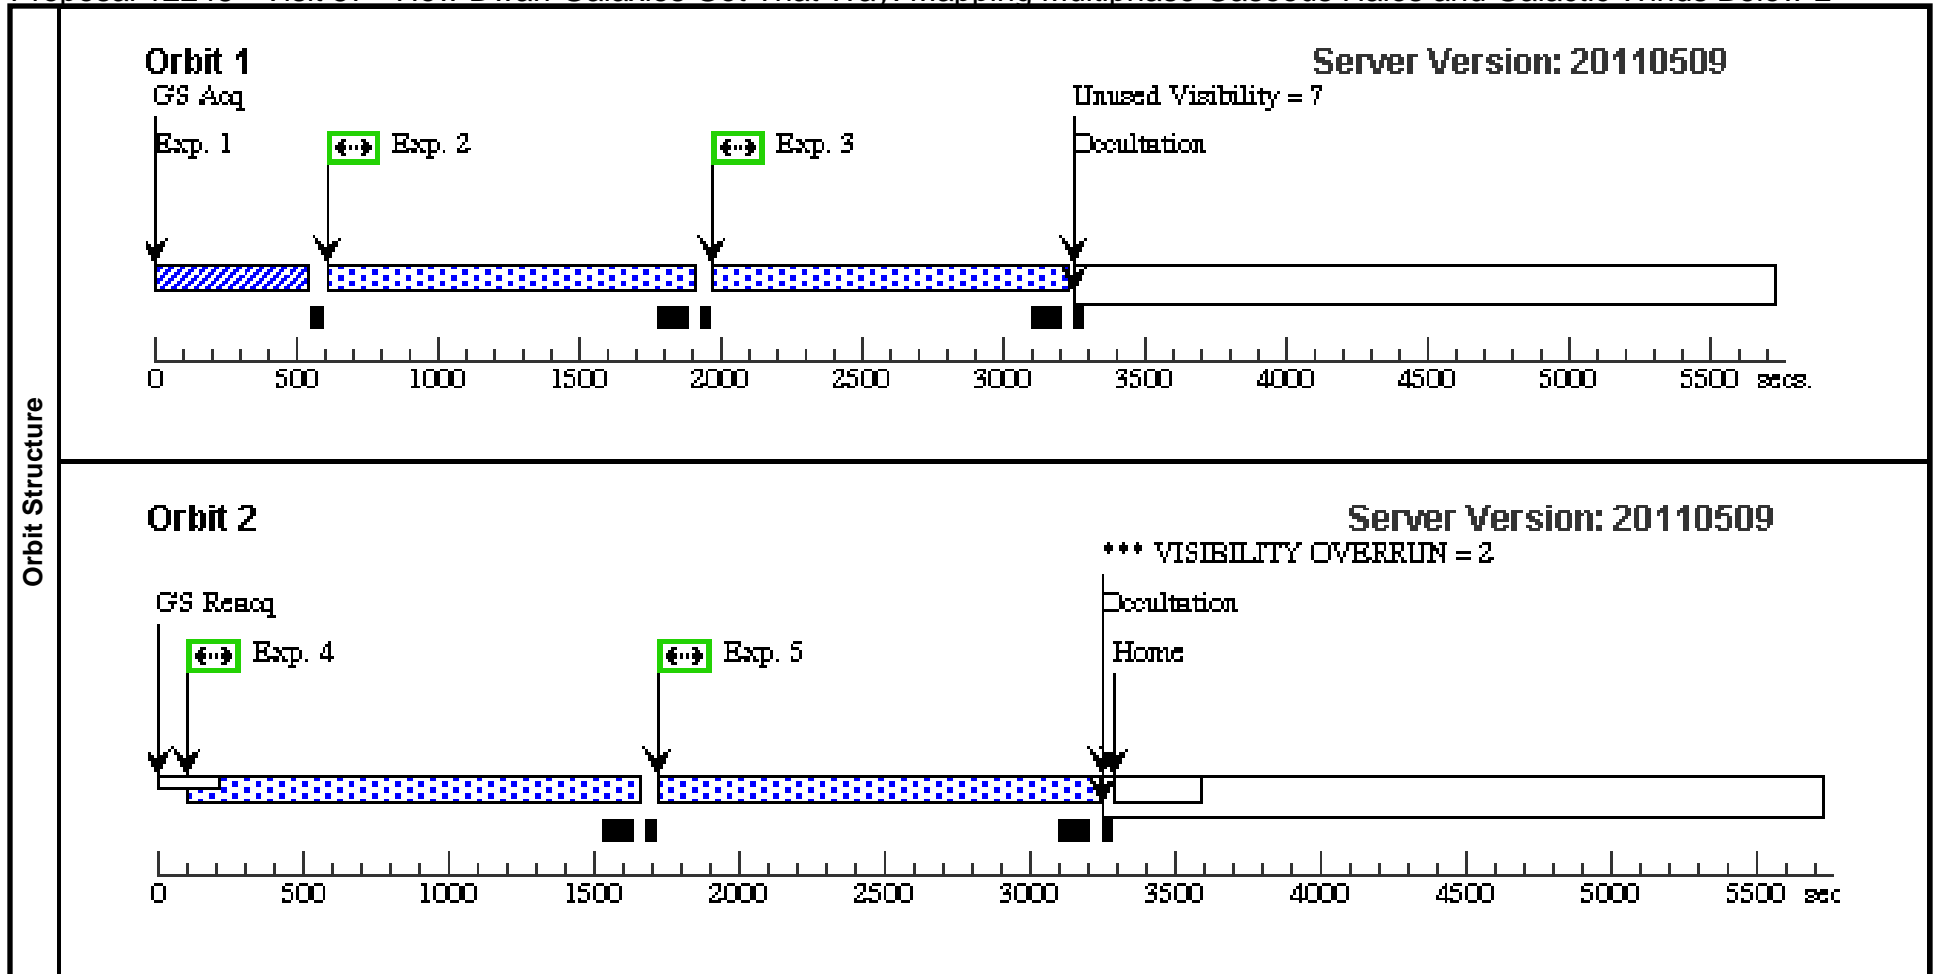 Orbit Structure
Orbit 1
Server Version: 20110509
GS Acq
Unused Visibility = 7
Exp. 1
Exp. 2
Exp. 3
Occultation
0 500 1000 1500 2000 2500 3000 3500 4000 4500 5000 5500 secs.
Orbit 2
Server Version: 20110509
*** VISIBILITY OVERRUN = 2
GS Reacq
Occultation
Exp. 4
Exp. 5
Home
0 500 1000 1500 2000 2500 3000 3500 4000 4500 5000 5500 sec